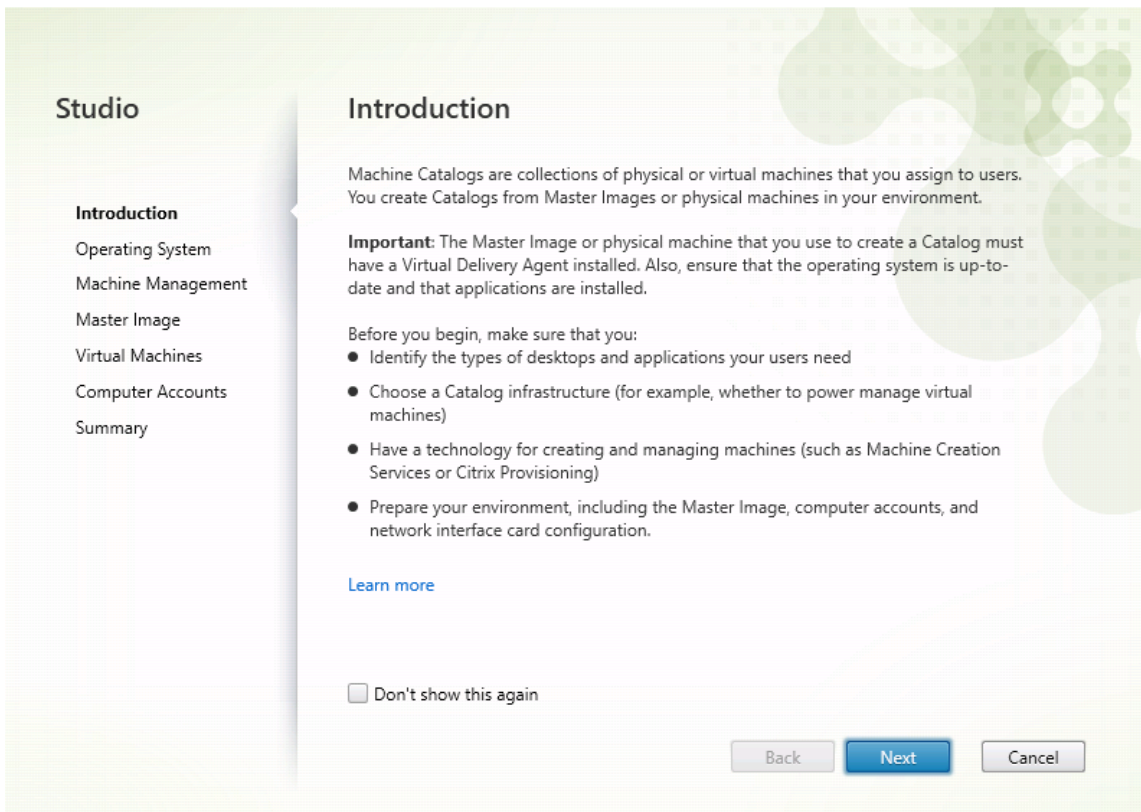 Studio
Introduction
Operating System
Machine Management
Master Image
Virtual Machines
Computer Accounts
Summary
Introduction
Machine Catalogs are collections of physical or virtual machines that you assign to users.
You create Catalogs from Master Images or physical machines in your environment.
Important: The Master Image or physical machine that you use to create a Catalog must
have a Virtual Delivery Agent installed. Also, ensure that the operating system is up-to-
date and that applications are installed.
Before you begin, make sure that you:
● Identify the types of desktops and applications your users need
● Choose a Catalog infrastructure (for example, whether to power manage virtual
machines)
● Have a technology for creating and managing machines (such as Machine Creation
Services or Citrix Provisioning)
● Prepare your environment, including the Master Image, computer accounts, and
network interface card configuration.
Learn more
Don't show this again
Back Next Cancel